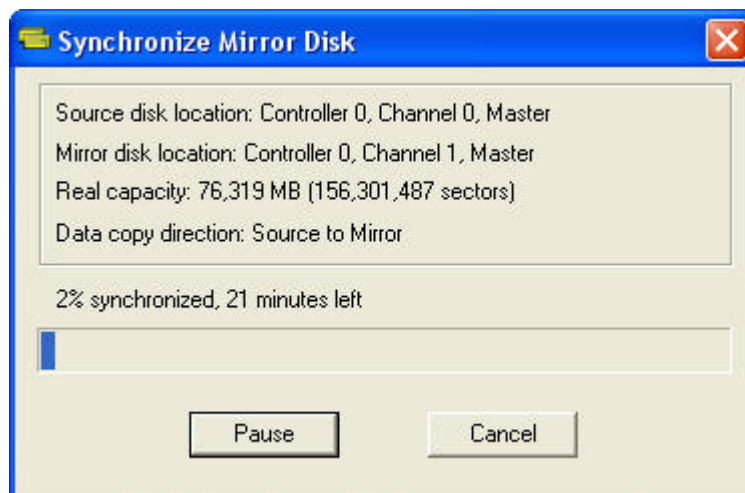 Synchronize Mirror Disk
Source disk location: Controller 0, Channel 0, Master
Mirror disk location: Controller 0, Channel 1, Master
Real capacity: 76,319 MB (156,301,487 sectors)
Data copy direction: Source to Mirror
2% synchronized, 21 minutes left
Pause Cancel